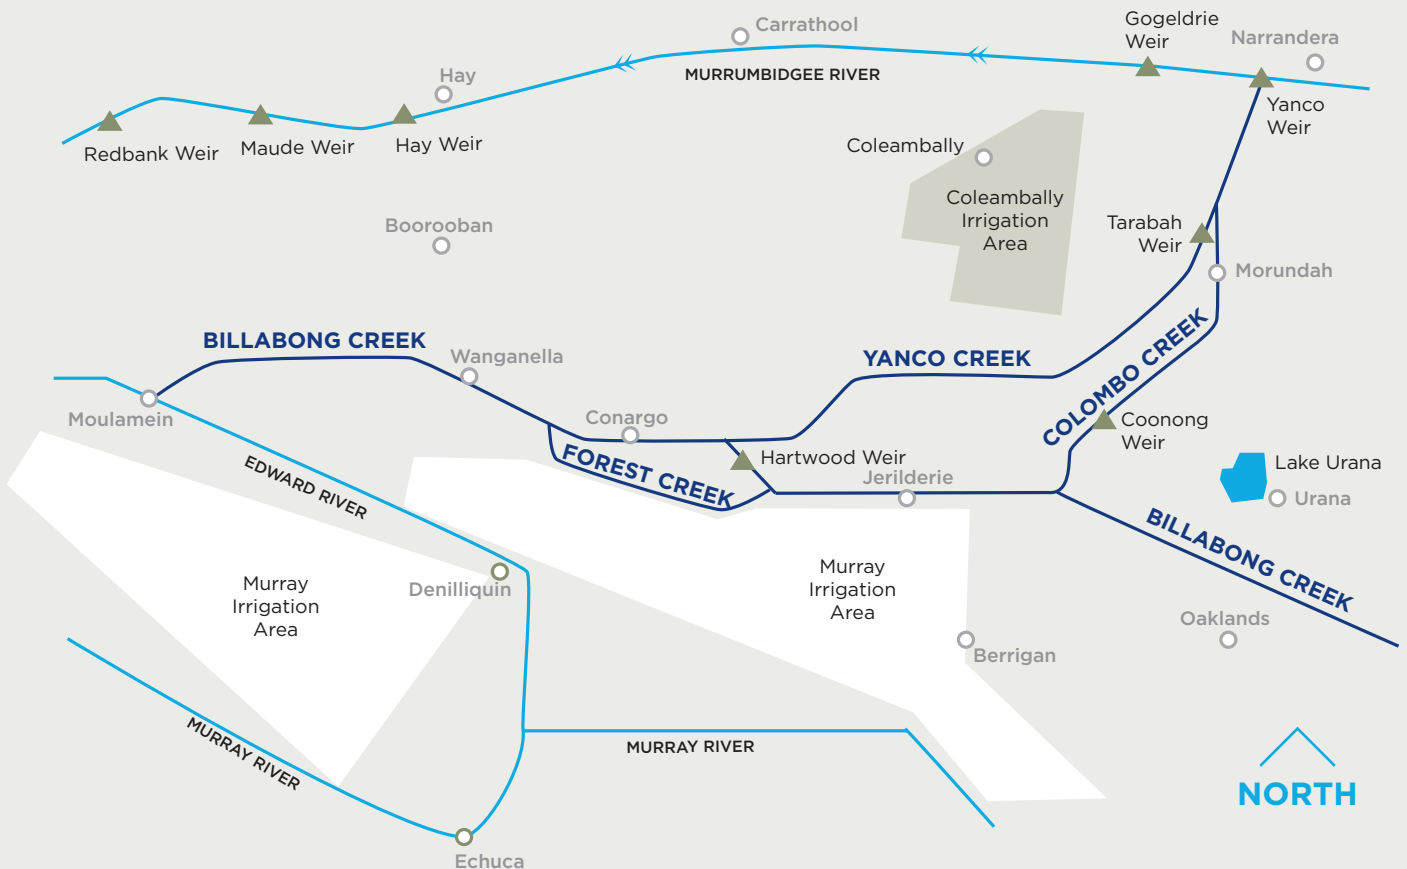 Carrathool
Gogeldrie
Weir
Narrandera
Hay
MURRUMBIDGEE RIVER
Yanco
Weir
Redbank Weir
Maude Weir
Hay Weir
Coleambally
Coleambally
Irrigation
Area
Boorooban
Tarabah
Weir
Morundah
BILLABONG CREEK
Wanganella
YANCO CREEK
COLOMBO CREEK
Moulamein
Conargo
Coonong
Weir
FOREST CREEK
Hartwood Weir
Jerilderie
Lake Urana
Urana
EDWARD RIVER
BILLABONG CREEK
Denilliquin
Murray
Irrigation
Area
Murray
Irrigation
Area
Oaklands
Berrigan
MURRAY RIVER
MURRAY RIVER
NORTH
Echuca